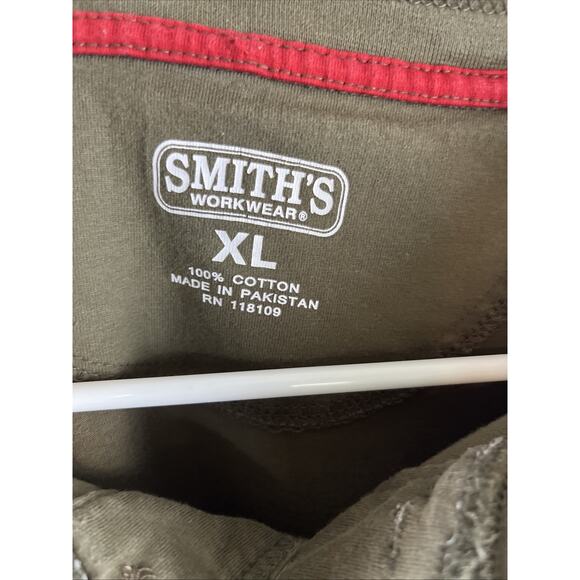 SMITH'S
WORKWEAR®
XL
100% COTTON
MADE IN PAKISTAN
RN 118109